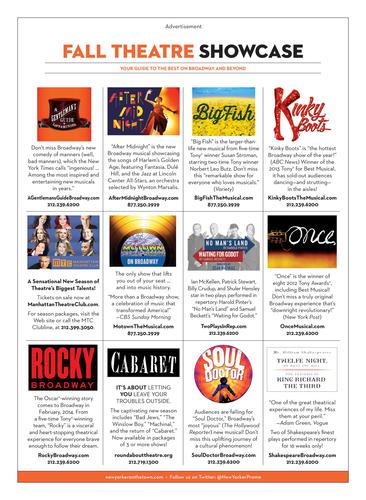 Advertisement
FALL THEATRE SHOWCASE
YOUR GUIDE TO THE BEST ON BROADWAY AND BEYOND
A
GENTLEMAN'S
GUIDE
Don't miss Broadway's new
comedy of manners (well,
bad manners), which the New
York Times calls "ingenious! ...
Among the most inspired and
entertaining new musicals
in years."
AGentlemansGuideBroadway.com
212.239.6200
AFTER
MIDNIGHT
"After Midnight" is the new
Broadway musical showcasing
the songs of Harlem's Golden
Age, featuring Fantasia, Dulé
Hill, and the Jazz at Lincoln
Center All-Stars, an orchestra
selected by Wynton Marsalis.
AfterMidnightBroadway.com
877.250.2929
Big Fish
"Big Fish" is the larger-than-
life new musical from five-time
Tony® winner Susan Stroman,
starring two-time Tony winner
Norbert Leo Butz. Don't miss
this "remarkable show for
everyone who loves musicals."
(Variety)
BigFishTheMusical.com
877.250.2929
Kinky
Boots
"Kinky Boots" is "the hottest
Broadway show of the year!"
(ABC News) Winner of the
2013 Tony® for Best Musical,
it has sold-out audiences
dancing—and strutting—
in the aisles!
KinkyBootsTheMusical.com
212.239.6200
A Sensational New Season of
Theatre's Biggest Talents!
Tickets on sale now at
ManhattanTheatreClub.com.
For season packages, visit the
Web site or call the MTC
Clubline, at 212.399.3050.
MOTOWN
THE MUSICAL
ON BROADWAY
The only show that lifts
you out of your seat ...
and into music history.
"More than a Broadway show,
a celebration of music that
transformed America!"
—CBS Sunday Morning
MotownTheMusical.com
877.250.2929
NO MAN'S LAND
WAITING FOR GODOT
Ian McKellen, Patrick Stewart,
Billy Crudup, and Shuler Hensley
star in two plays performed in
repertory: Harold Pinter's
"No Man's Land" and Samuel
Beckett's "Waiting for Godot."
TwoPlaysInRep.com
212.239.6200
once
"Once" is the winner of
eight 2012 Tony Awards®,
including Best Musical!
Don't miss a truly original
Broadway experience that's
"downright revolutionary!"
(New York Post)
OnceMusical.com
212.239.6200
ROCKY
BROADWAY
The Oscar®-winning story
comes to Broadway in
February, 2014. From
a five-time Tony®-winning
team, "Rocky" is a visceral
and heart-stopping theatrical
experience for everyone brave
enough to follow their dream.
RockyBroadway.com
212.239.6200
CABARET
IT'S ABOUT LETTING
YOU LEAVE YOUR
TROUBLES OUTSIDE.
The captivating new season
includes "Bad Jews," "The
Winslow Boy," "Machinal,"
and the return of "Cabaret."
Now available in packages
of 3 or more shows!
roundabouttheatre.org
212.719.1300
SOUL
DOCTOR
Audiences are falling for
"Soul Doctor," Broadway's
most "joyous" (The Hollywood
Reporter) new musical! Don't
miss this uplifting journey of
a cultural phenomenon!
SoulDoctorBroadway.com
212.239.6200
Mr. William Shakespeare's
TWELFE NIGHT,
KING RICHARD
THE THIRD
"One of the great theatrical
experiences of my life. Miss
them at your peril."
—Adam Green, Vogue
Two of Shakespeare's finest
plays performed in repertory
for 16 weeks only!
ShakespeareBroadway.com
212.239.6200
newyorkerontheto​wn.com • Follow us on Twitter: @NewYorkerPromo